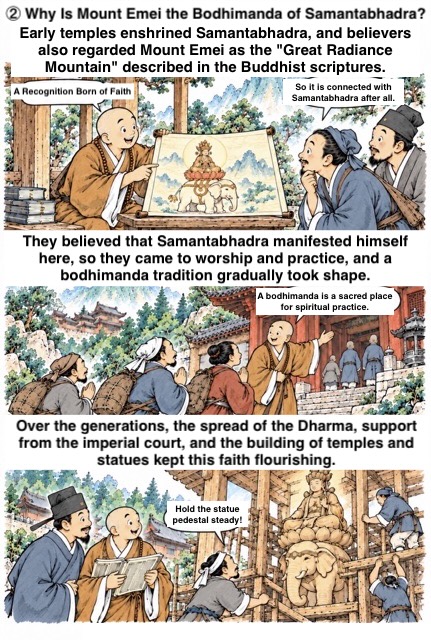 ② Why Is Mount Emei the Bodhimanda of Samantabhadra?
Early temples enshrined Samantabhadra, and believers
also regarded Mount Emei as the "Great Radiance
Mountain" described in the Buddhist scriptures.
A Recognition Born of Faith
So it is connected with
Samantabhadra after all.
They believed that Samantabhadra manifested himself
here, so they came to worship and practice, and a
bodhimanda tradition gradually took shape.
A bodhimanda is a sacred place
for spiritual practice.
Over the generations, the spread of the Dharma, support
from the imperial court, and the building of temples and
statues kept this faith flourishing.
Hold the statue
pedestal steady!